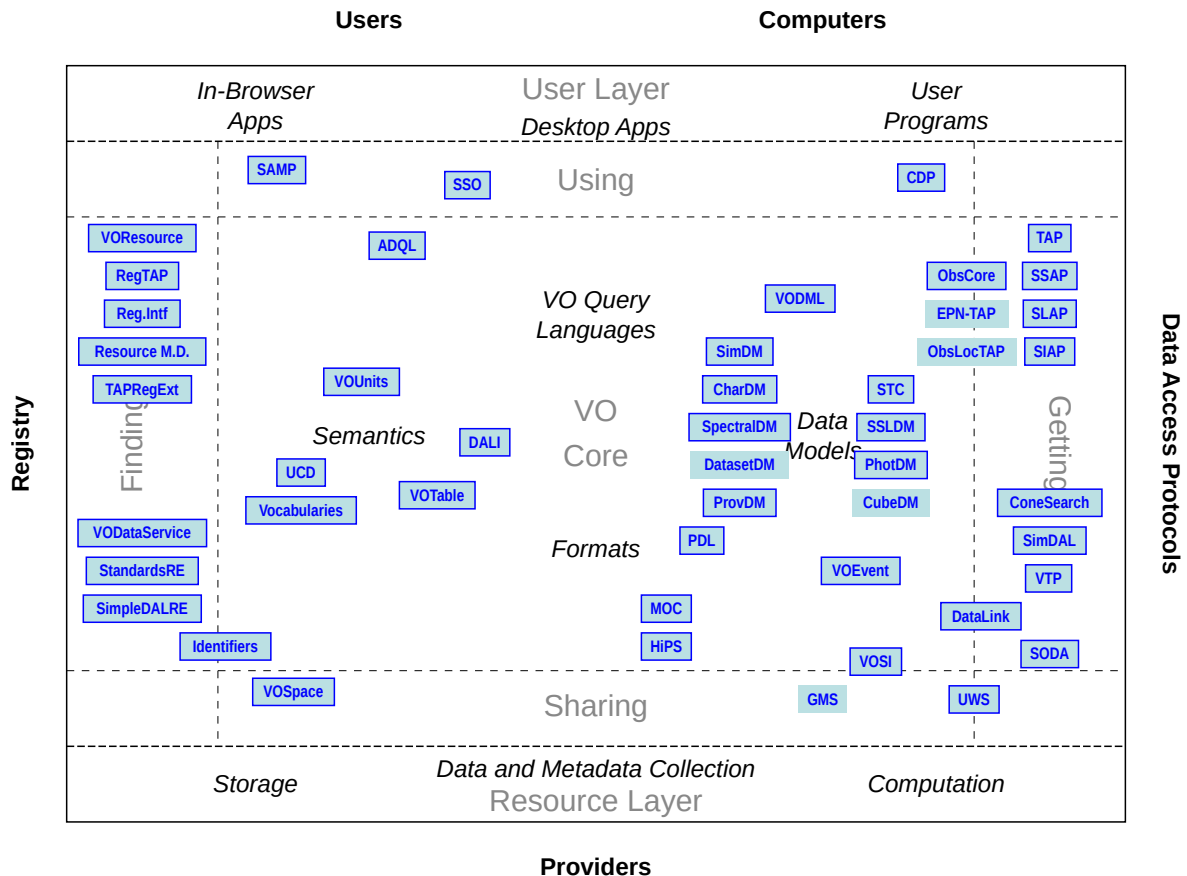 Users
Computers
User Layer
In-Browser
Apps
Desktop Apps
User
Programs
SAMP
SSO
Using
CDP
VOResource
RegTAP
Reg.Intf
Resource M.D.
TAPRegExt
Finding
VODataService
StandardsRE
SimpleDALRE
Identifiers
Registry
ADQL
VO Query
Languages
VODML
VOUnits
Semantics
DALI
UCD
VOTable
Vocabularies
VO
Core
Formats
SimDM
CharDM
SpectralDM
DatasetDM
ProvDM
PDL
MOC
HiPS
Data
Models
STC
SSLDM
PhotDM
CubeDM
VOEvent
VOSI
ObsCore
EPN-TAP
ObsLocTAP
DataLink
TAP
SSAP
SLAP
SIAP
Getting
ConeSearch
SimDAL
VTP
SODA
Data Access Protocols
VOSpace
Sharing
GMS
UWS
Storage
Data and Metadata Collection
Computation
Resource Layer
Providers